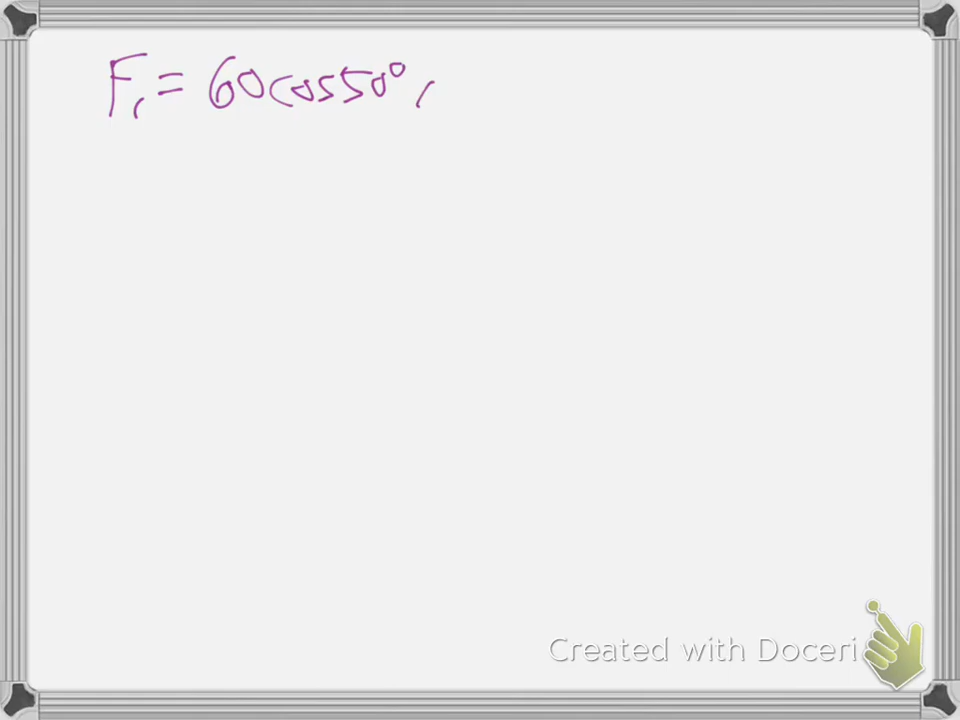 F₁ = 60cos50°,
Created with Doceri